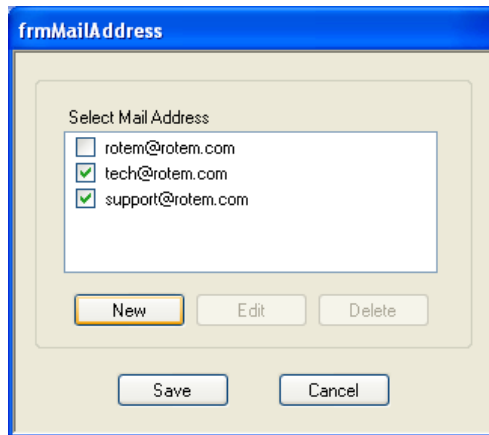 frmMailAddress
Select Mail Address
rotem@rotem.com
tech@rotem.com
support@rotem.com
New Edit Delete
Save Cancel